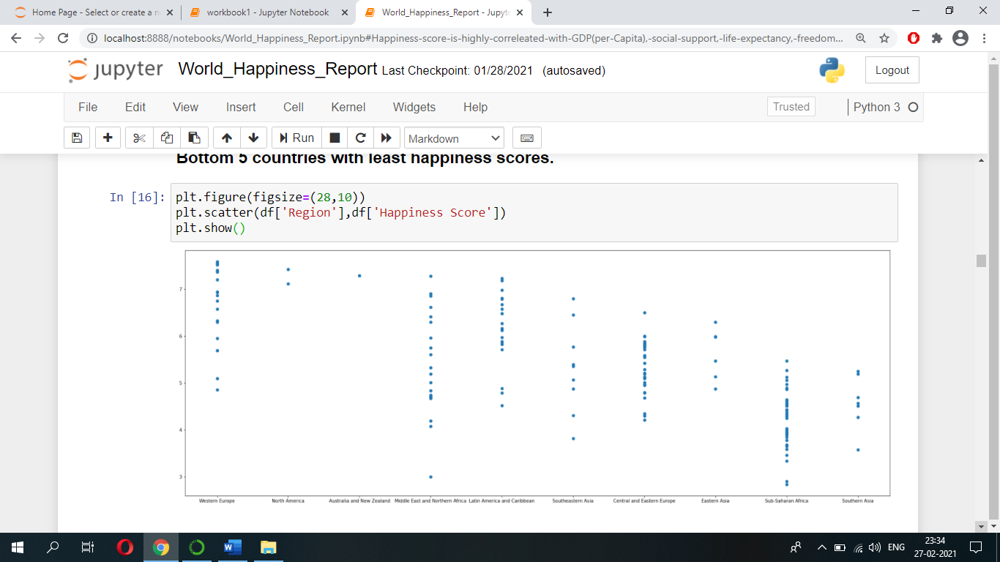 Home Page - Select or create a n
workbook1 - Jupyter Notebook
World_Happiness_Report - Jupyt
localhost:8888/notebooks/World_Happiness_Report.ipynb#Happiness-score-is-highly-correleated-with-GDP(per-Capita),-social-support,-life-expectancy,-freedom...
jupyter World_Happiness_Report Last Checkpoint: 01/28/2021 (autosaved)
Logout
File Edit View Insert Cell Kernel Widgets Help Trusted Python 3
Run Markdown
Bottom 5 countries with least happiness scores.
In [16]: plt.figure(figsize=(28,10))
plt.scatter(df['Region'],df['Happiness Score'])
plt.show()
7
6
5
4
3
Western Europe North America Australia and New Zealand Middle East and Northern Africa Latin America and Caribbean Southeastern Asia Central and Eastern Europe Eastern Asia Sub-Saharan Africa Southern Asia
ENG
23:34
27-02-2021